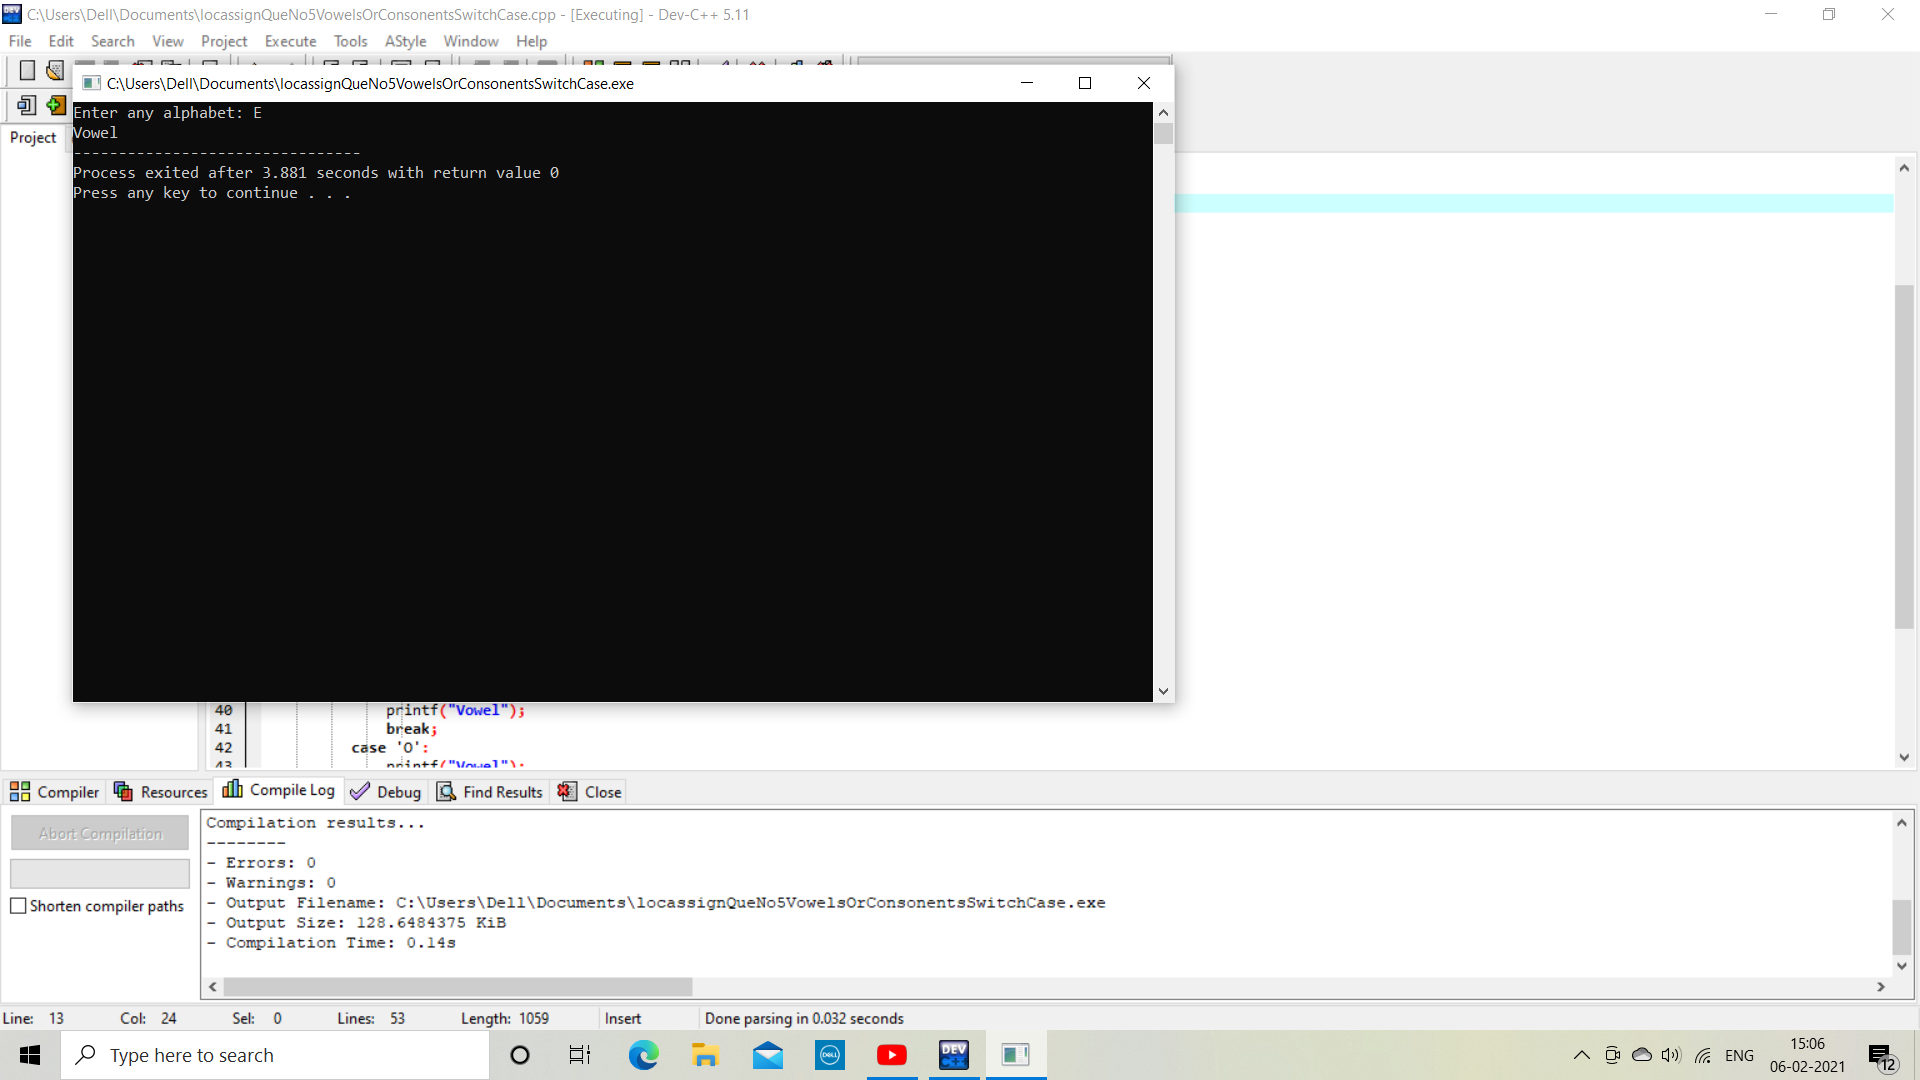 C:\Users\Dell\Documents\locassignQueNo5VowelsOrConsonentsSwitchCase.cpp - [Executing] - Dev-C++ 5.11
File Edit Search View Project Execute Tools AStyle Window Help
C:\Users\Dell\Documents\locassignQueNo5VowelsOrConsonentsSwitchCase.exe
Enter any alphabet: E
Vowel
--------------------------------
Process exited after 3.881 seconds with return value 0
Press any key to continue . . .
Project
40 printf("Vowel");
41 break;
42 case 'O':
43 printf("Vowel");
Compiler Resources Compile Log Debug Find Results Close
Abort Compilation
Shorten compiler paths
Compilation results...
--------
- Errors: 0
- Warnings: 0
- Output Filename: C:\Users\Dell\Documents\locassignQueNo5VowelsOrConsonentsSwitchCase.exe
- Output Size: 128.6484375 KiB
- Compilation Time: 0.14s
Line: 13 Col: 24 Sel: 0 Lines: 53 Length: 1059 Insert Done parsing in 0.032 seconds
Type here to search
DELL
DEV C++
ENG
15:06
06-02-2021
12